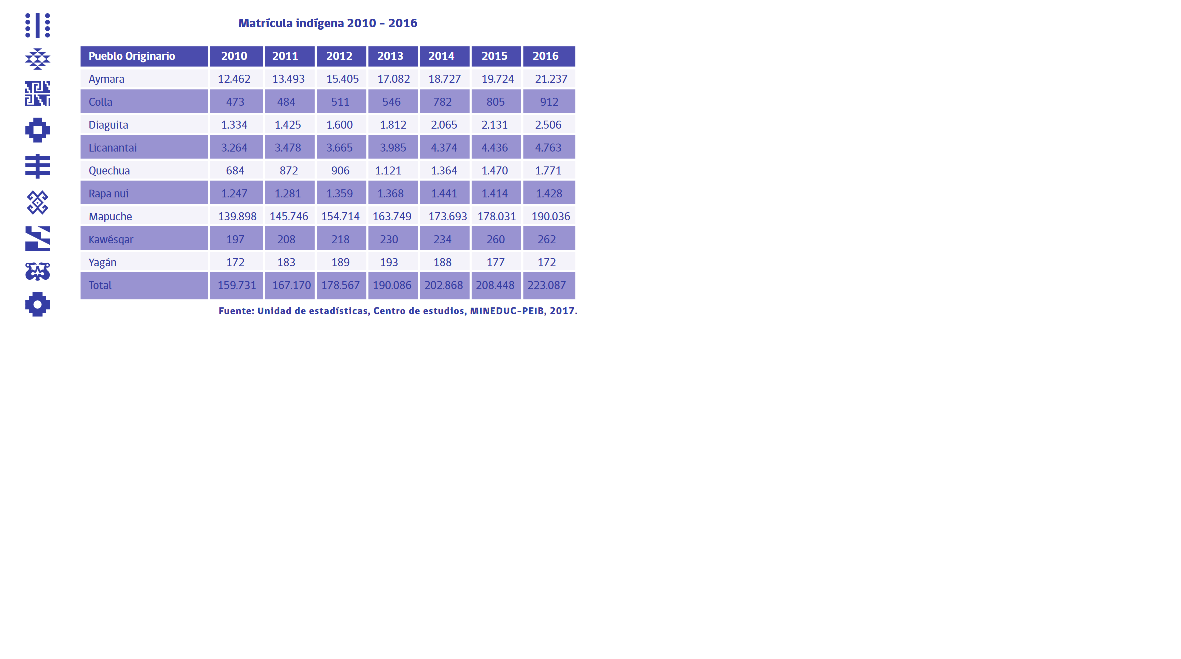 Matrícula indígena 2010 - 2016
Pueblo Originario 2010 2011 2012 2013 2014 2015 2016
Aymara 12.462 13.493 15.405 17.082 18.727 19.724 21.237
Colla 473 484 511 546 782 805 912
Diaguita 1.334 1.425 1.600 1.812 2.065 2.131 2.506
Licanantai 3.264 3.478 3.665 3.985 4.374 4.436 4.763
Quechua 684 872 906 1.121 1.364 1.470 1.771
Rapa nui 1.247 1.281 1.359 1.368 1.441 1.414 1.428
Mapuche 139.898 145.746 154.714 163.749 173.693 178.031 190.036
Kawésqar 197 208 218 230 234 260 262
Yagán 172 183 189 193 188 177 172
Total 159.731 167.170 178.567 190.086 202.868 208.448 223.087
Fuente: Unidad de estadísticas, Centro de estudios, MINEDUC-PEIB, 2017.